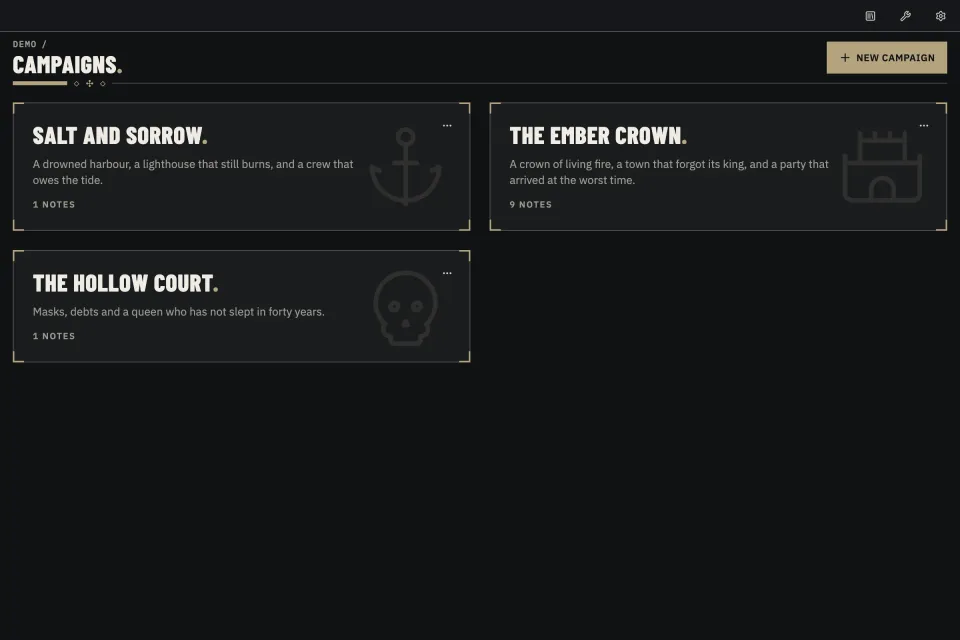 DEMO /
CAMPAIGNS.
+ NEW CAMPAIGN
SALT AND SORROW.
A drowned harbour, a lighthouse that still burns, and a crew that
owes the tide.
1 NOTES
THE EMBER CROWN.
A crown of living fire, a town that forgot its king, and a party that
arrived at the worst time.
9 NOTES
THE HOLLOW COURT.
Masks, debts and a queen who has not slept in forty years.
1 NOTES